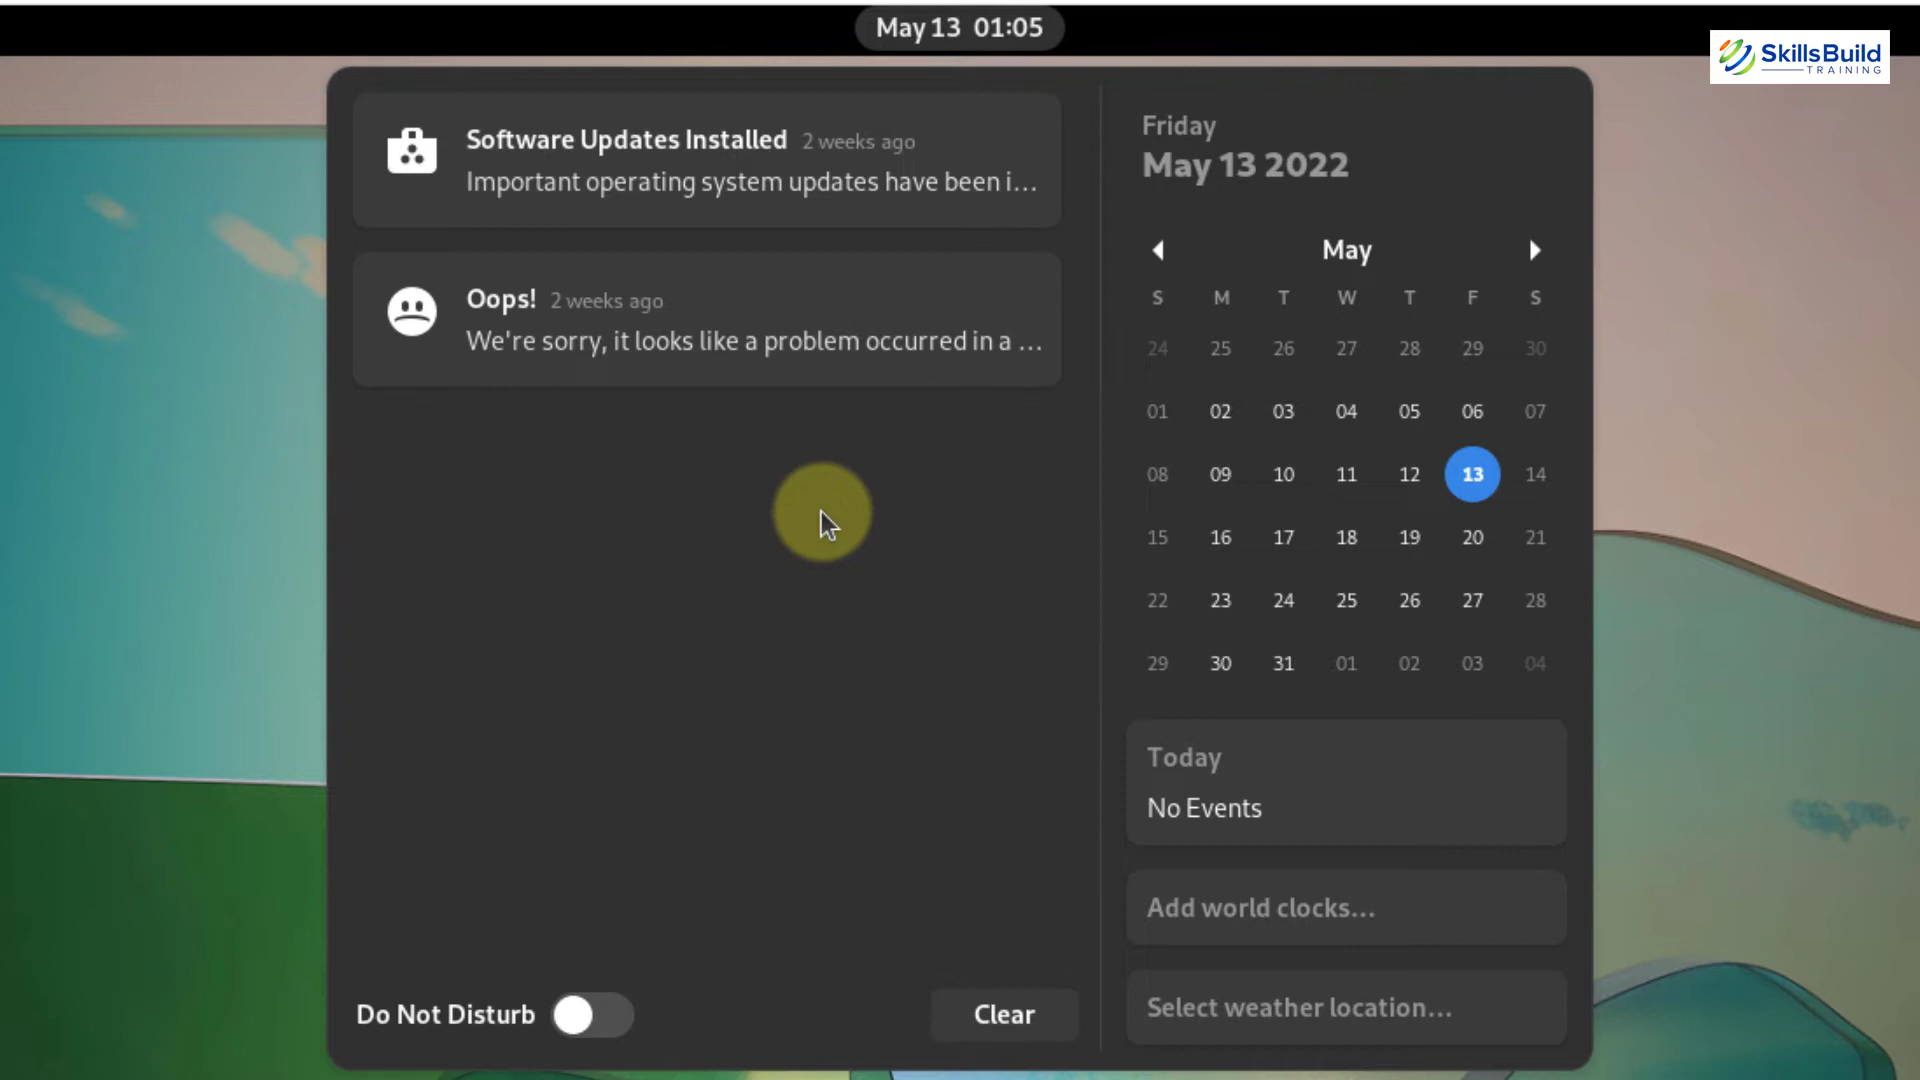 May 13 01:05
SkillsBuild
TRAINING
Software Updates Installed 2 weeks ago
Important operating system updates have been i...
Oops! 2 weeks ago
We're sorry, it looks like a problem occurred in a ...
Do Not Disturb
Clear
Friday
May 13 2022
May
S M T W T F S
24 25 26 27 28 29 30
01 02 03 04 05 06 07
08 09 10 11 12 13 14
15 16 17 18 19 20 21
22 23 24 25 26 27 28
29 30 31 01 02 03 04
Today
No Events
Add world clocks...
Select weather location...